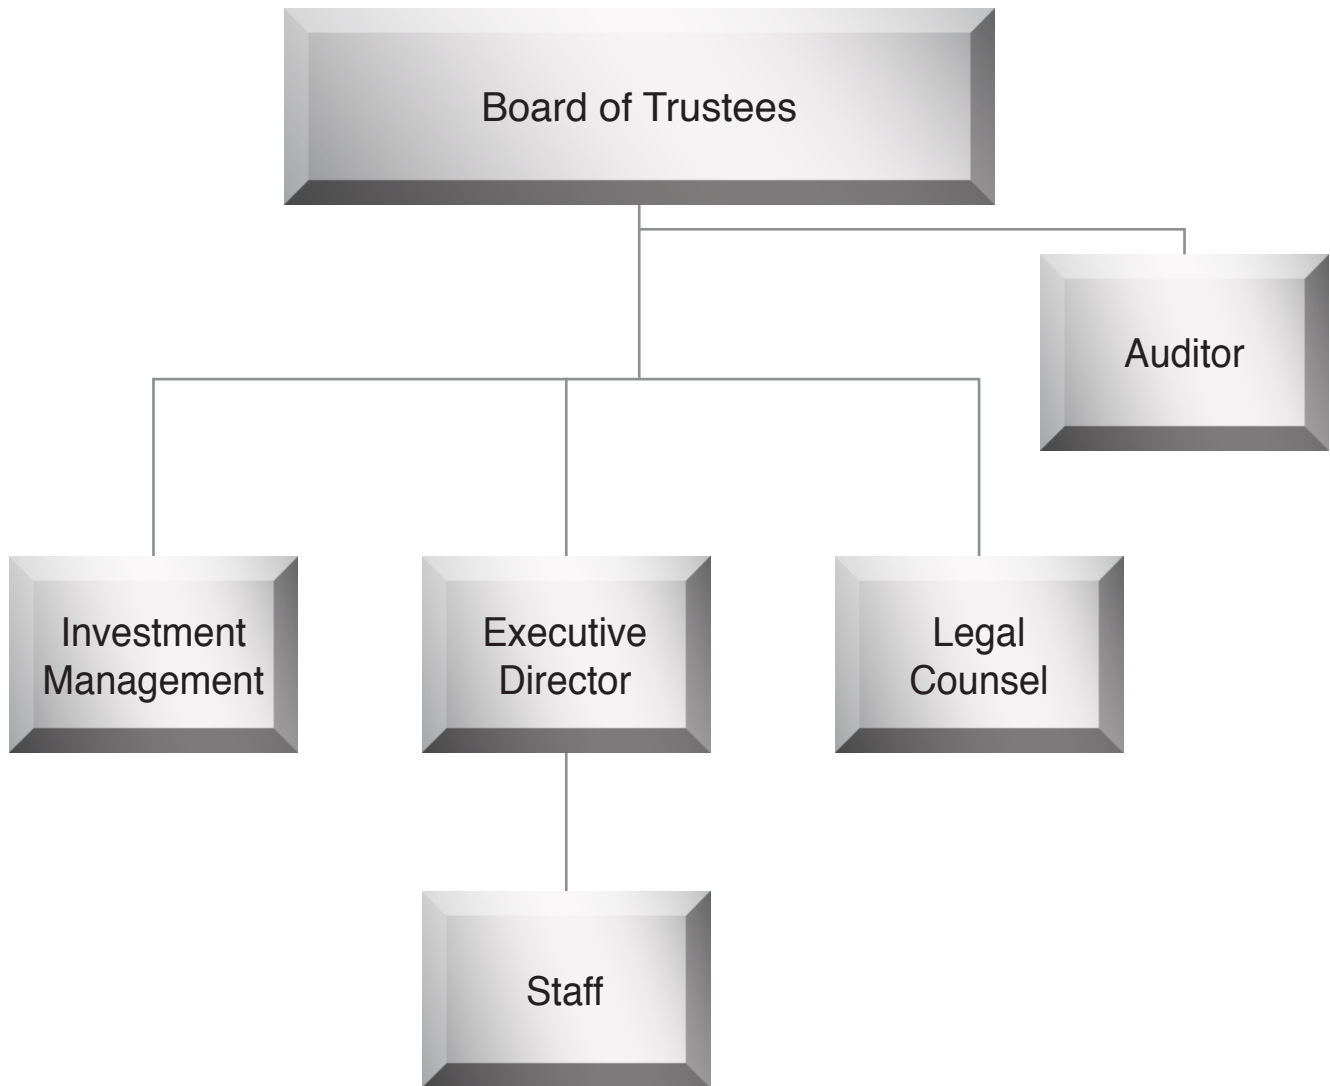 Board of Trustees
Auditor
Investment
Management
Executive
Director
Legal
Counsel
Staff